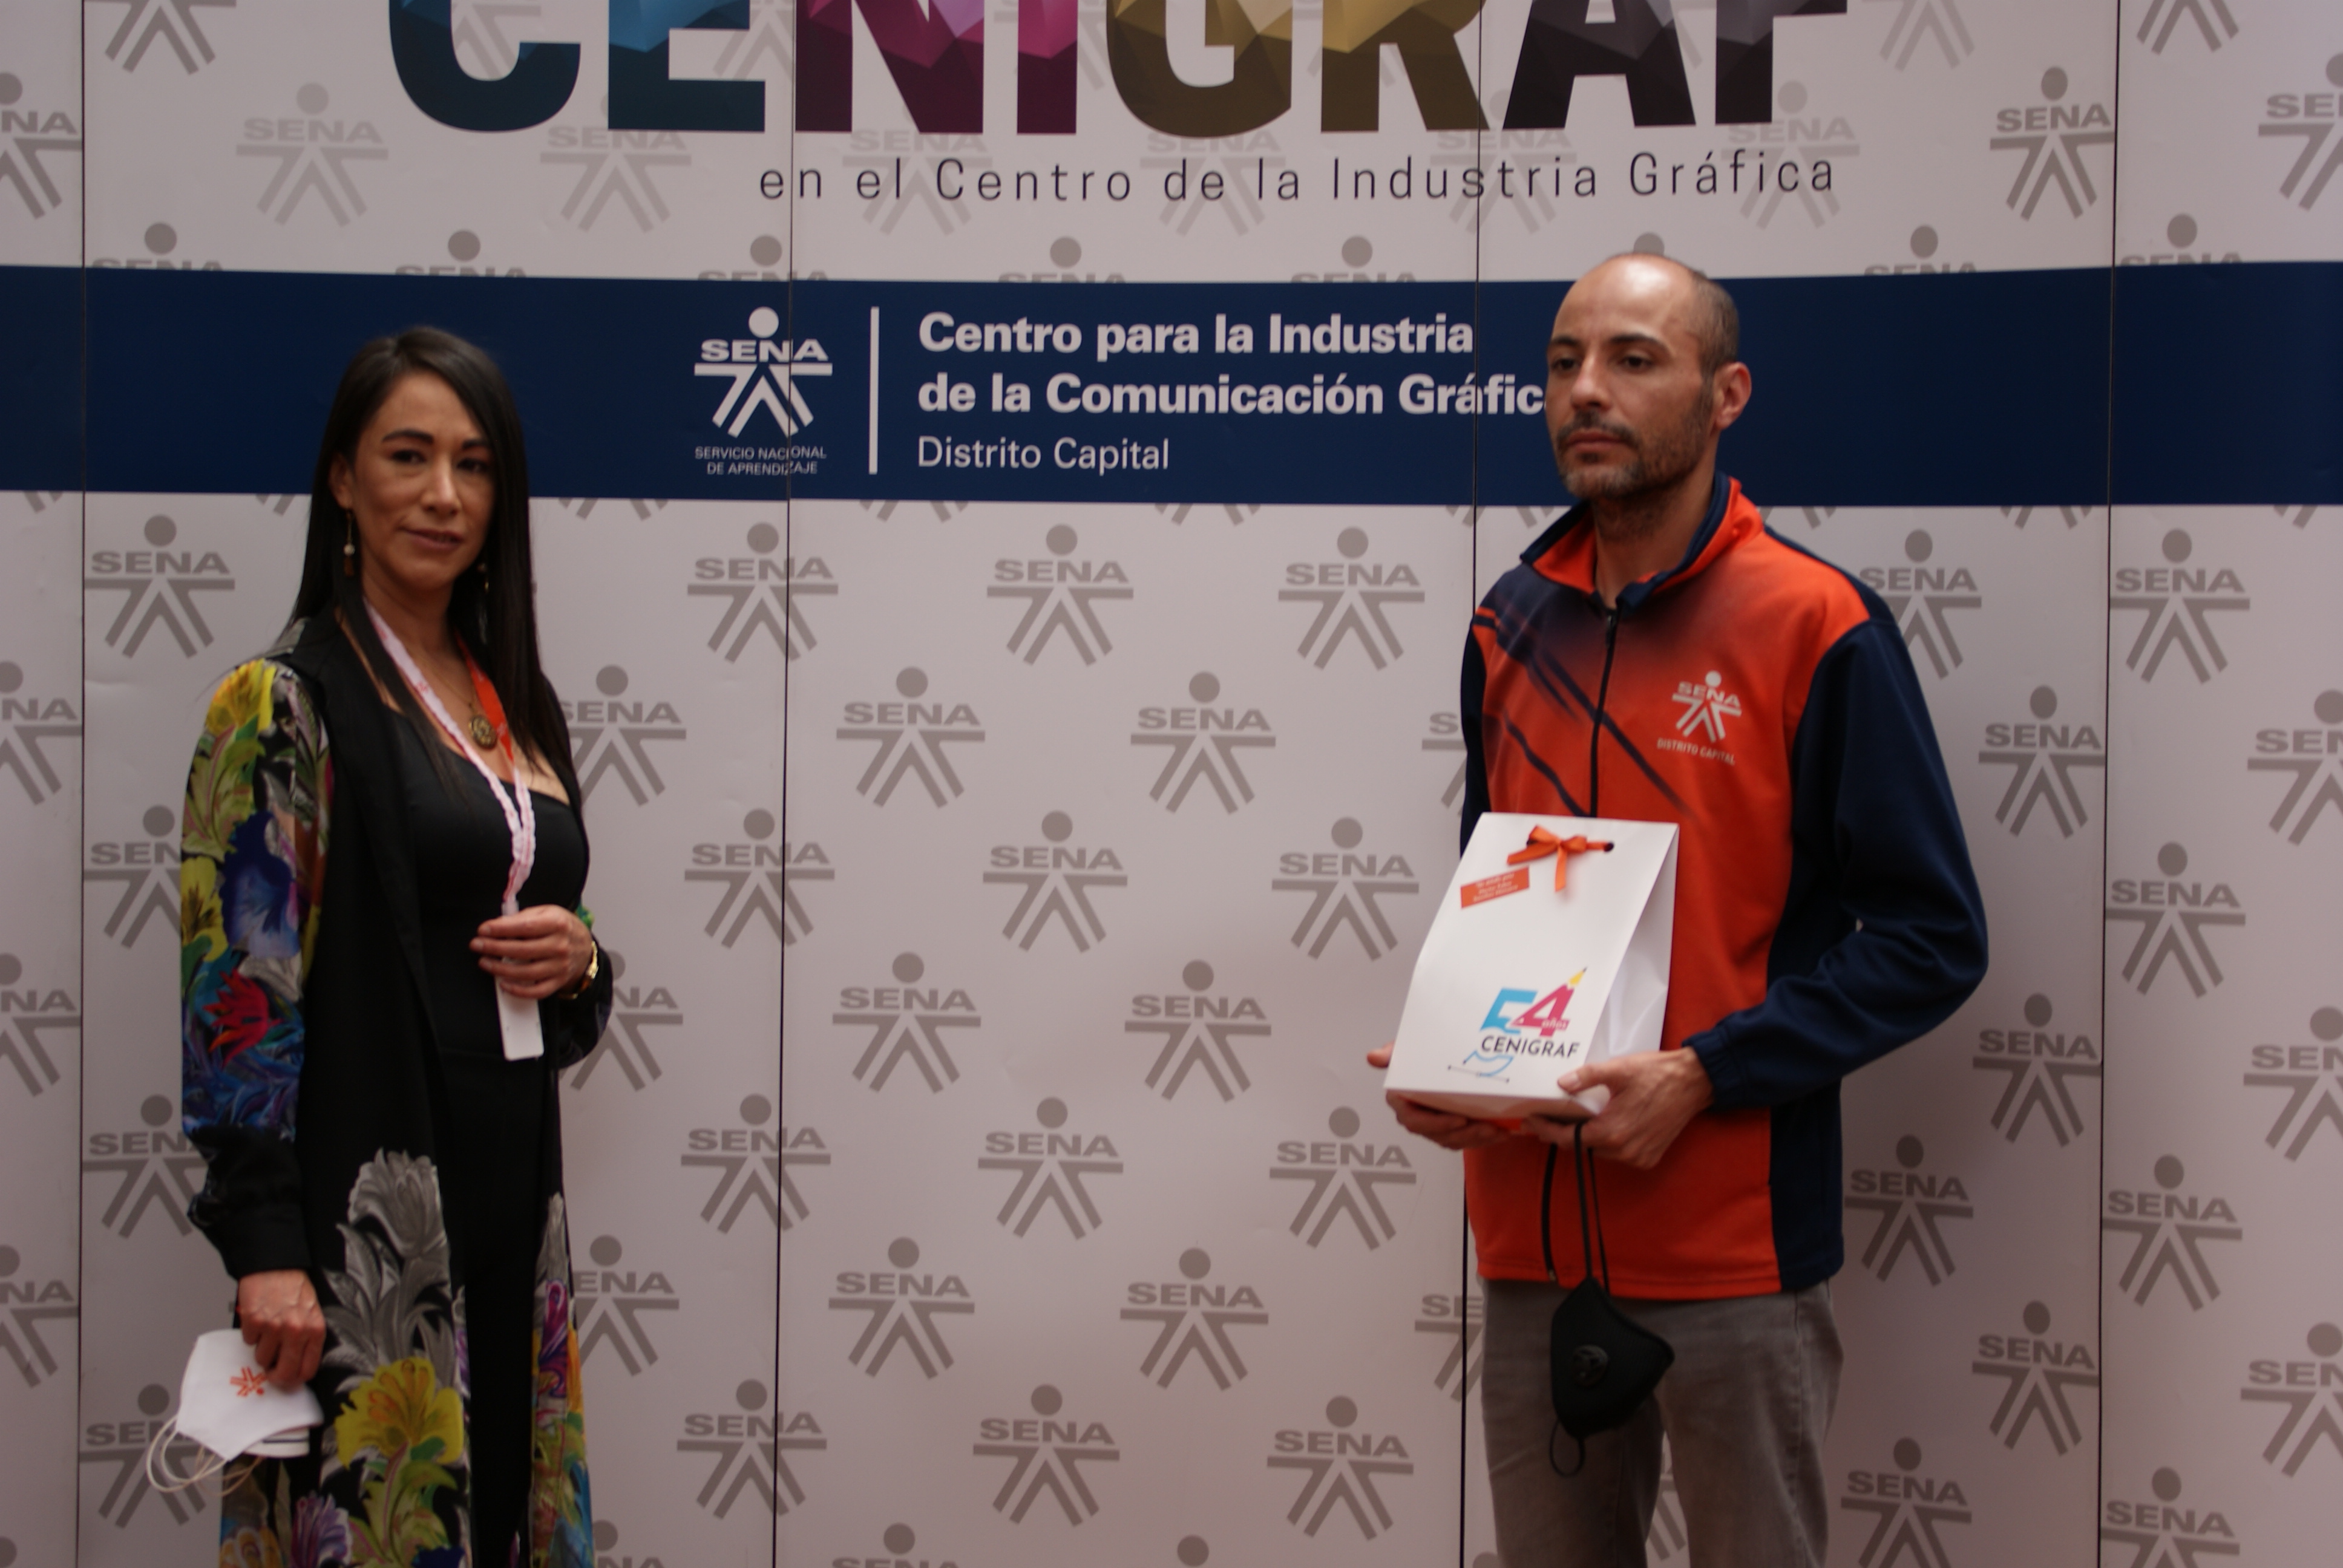 CENIGRAF
en el Centro de la Industria Gráfica
SENA
SERVICIO NACIONAL
DE APRENDIZAJE
Centro para la Industria
de la Comunicación Gráfic
Distrito Capital
SENA
DISTRITO CAPITAL
54
años
CENIGRAF